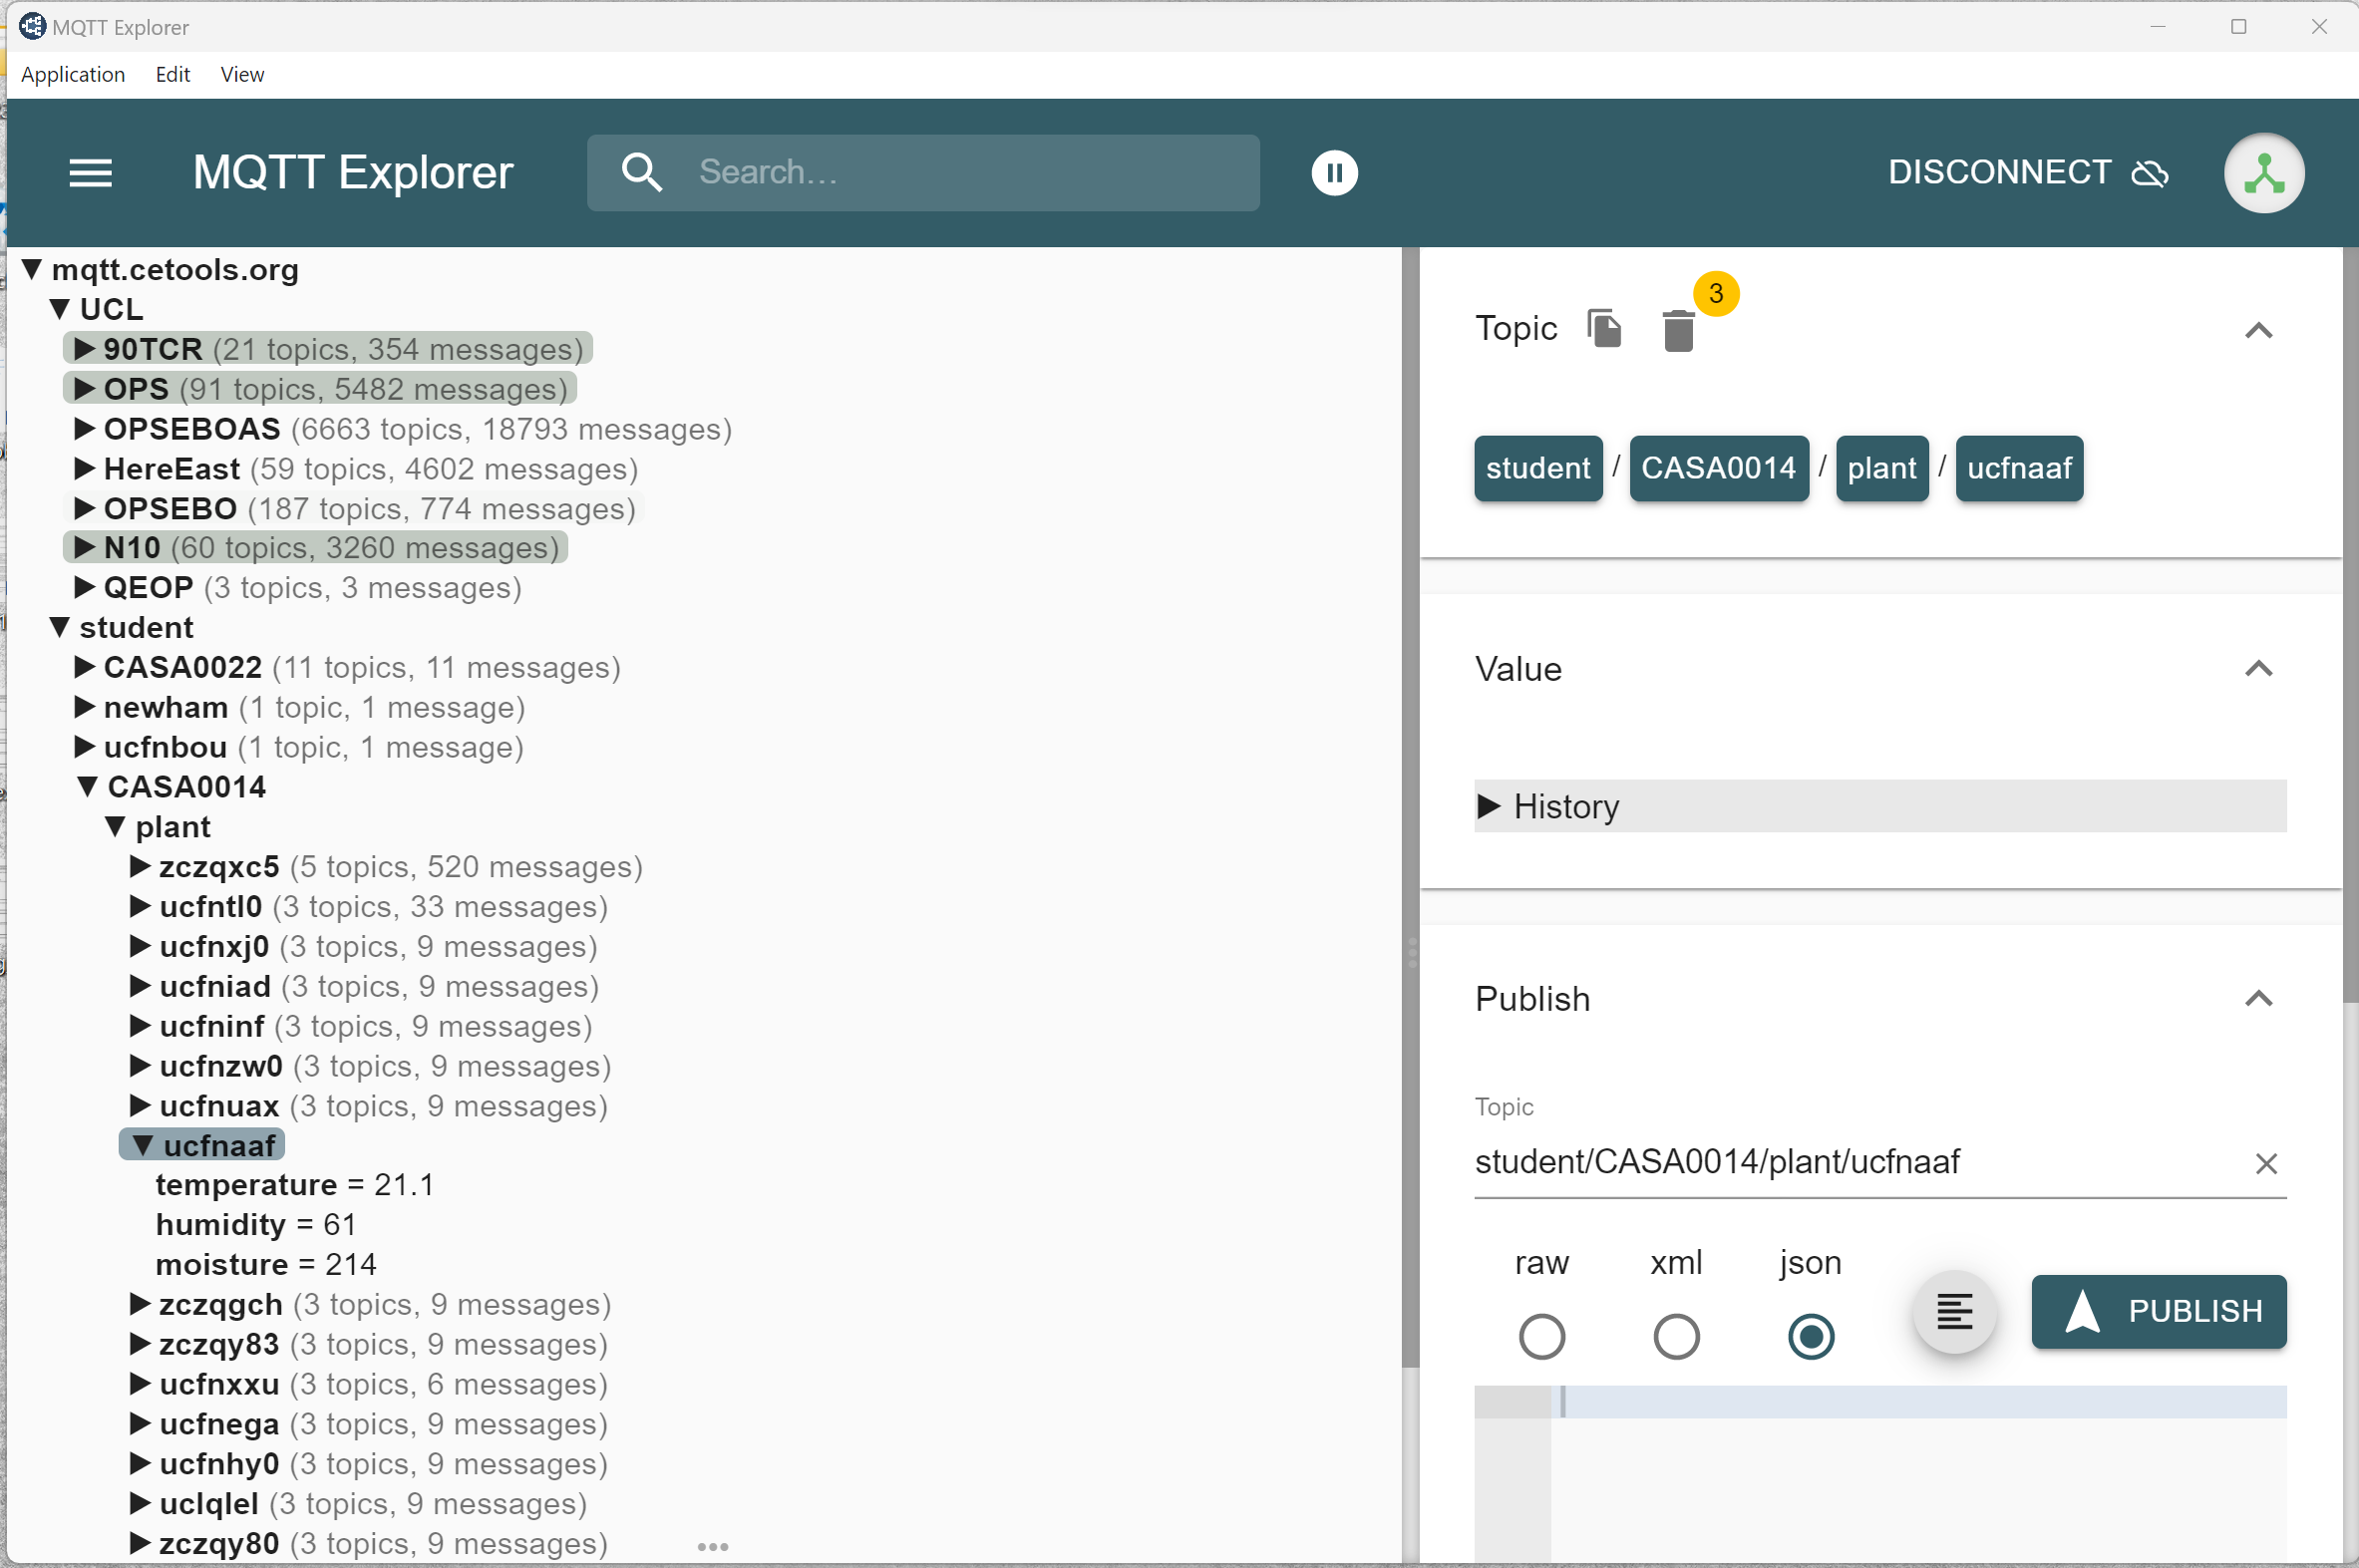 MQTT Explorer
Application Edit View
MQTT Explorer Search... DISCONNECT
mqtt.cetools.org
UCL
90TCR (21 topics, 354 messages)
OPS (91 topics, 5482 messages)
OPSEBOAS (6663 topics, 18793 messages)
HereEast (59 topics, 4602 messages)
OPSEBO (187 topics, 774 messages)
N10 (60 topics, 3260 messages)
QEOP (3 topics, 3 messages)
student
CASA0022 (11 topics, 11 messages)
newham (1 topic, 1 message)
ucfnbou (1 topic, 1 message)
CASA0014
plant
zczqxc5 (5 topics, 520 messages)
ucfntl0 (3 topics, 33 messages)
ucfnxj0 (3 topics, 9 messages)
ucfniad (3 topics, 9 messages)
ucfninf (3 topics, 9 messages)
ucfnzw0 (3 topics, 9 messages)
ucfnuax (3 topics, 9 messages)
ucfnaaf
temperature = 21.1
humidity = 61
moisture = 214
zczqgch (3 topics, 9 messages)
zczqy83 (3 topics, 9 messages)
ucfnxxu (3 topics, 6 messages)
ucfnega (3 topics, 9 messages)
ucfnhy0 (3 topics, 9 messages)
uclqlel (3 topics, 9 messages)
zczqy80 (3 topics, 9 messages)
Topic 3
student / CASA0014 / plant / ucfnaaf
Value
History
Publish
Topic
student/CASA0014/plant/ucfnaaf
raw xml json
PUBLISH